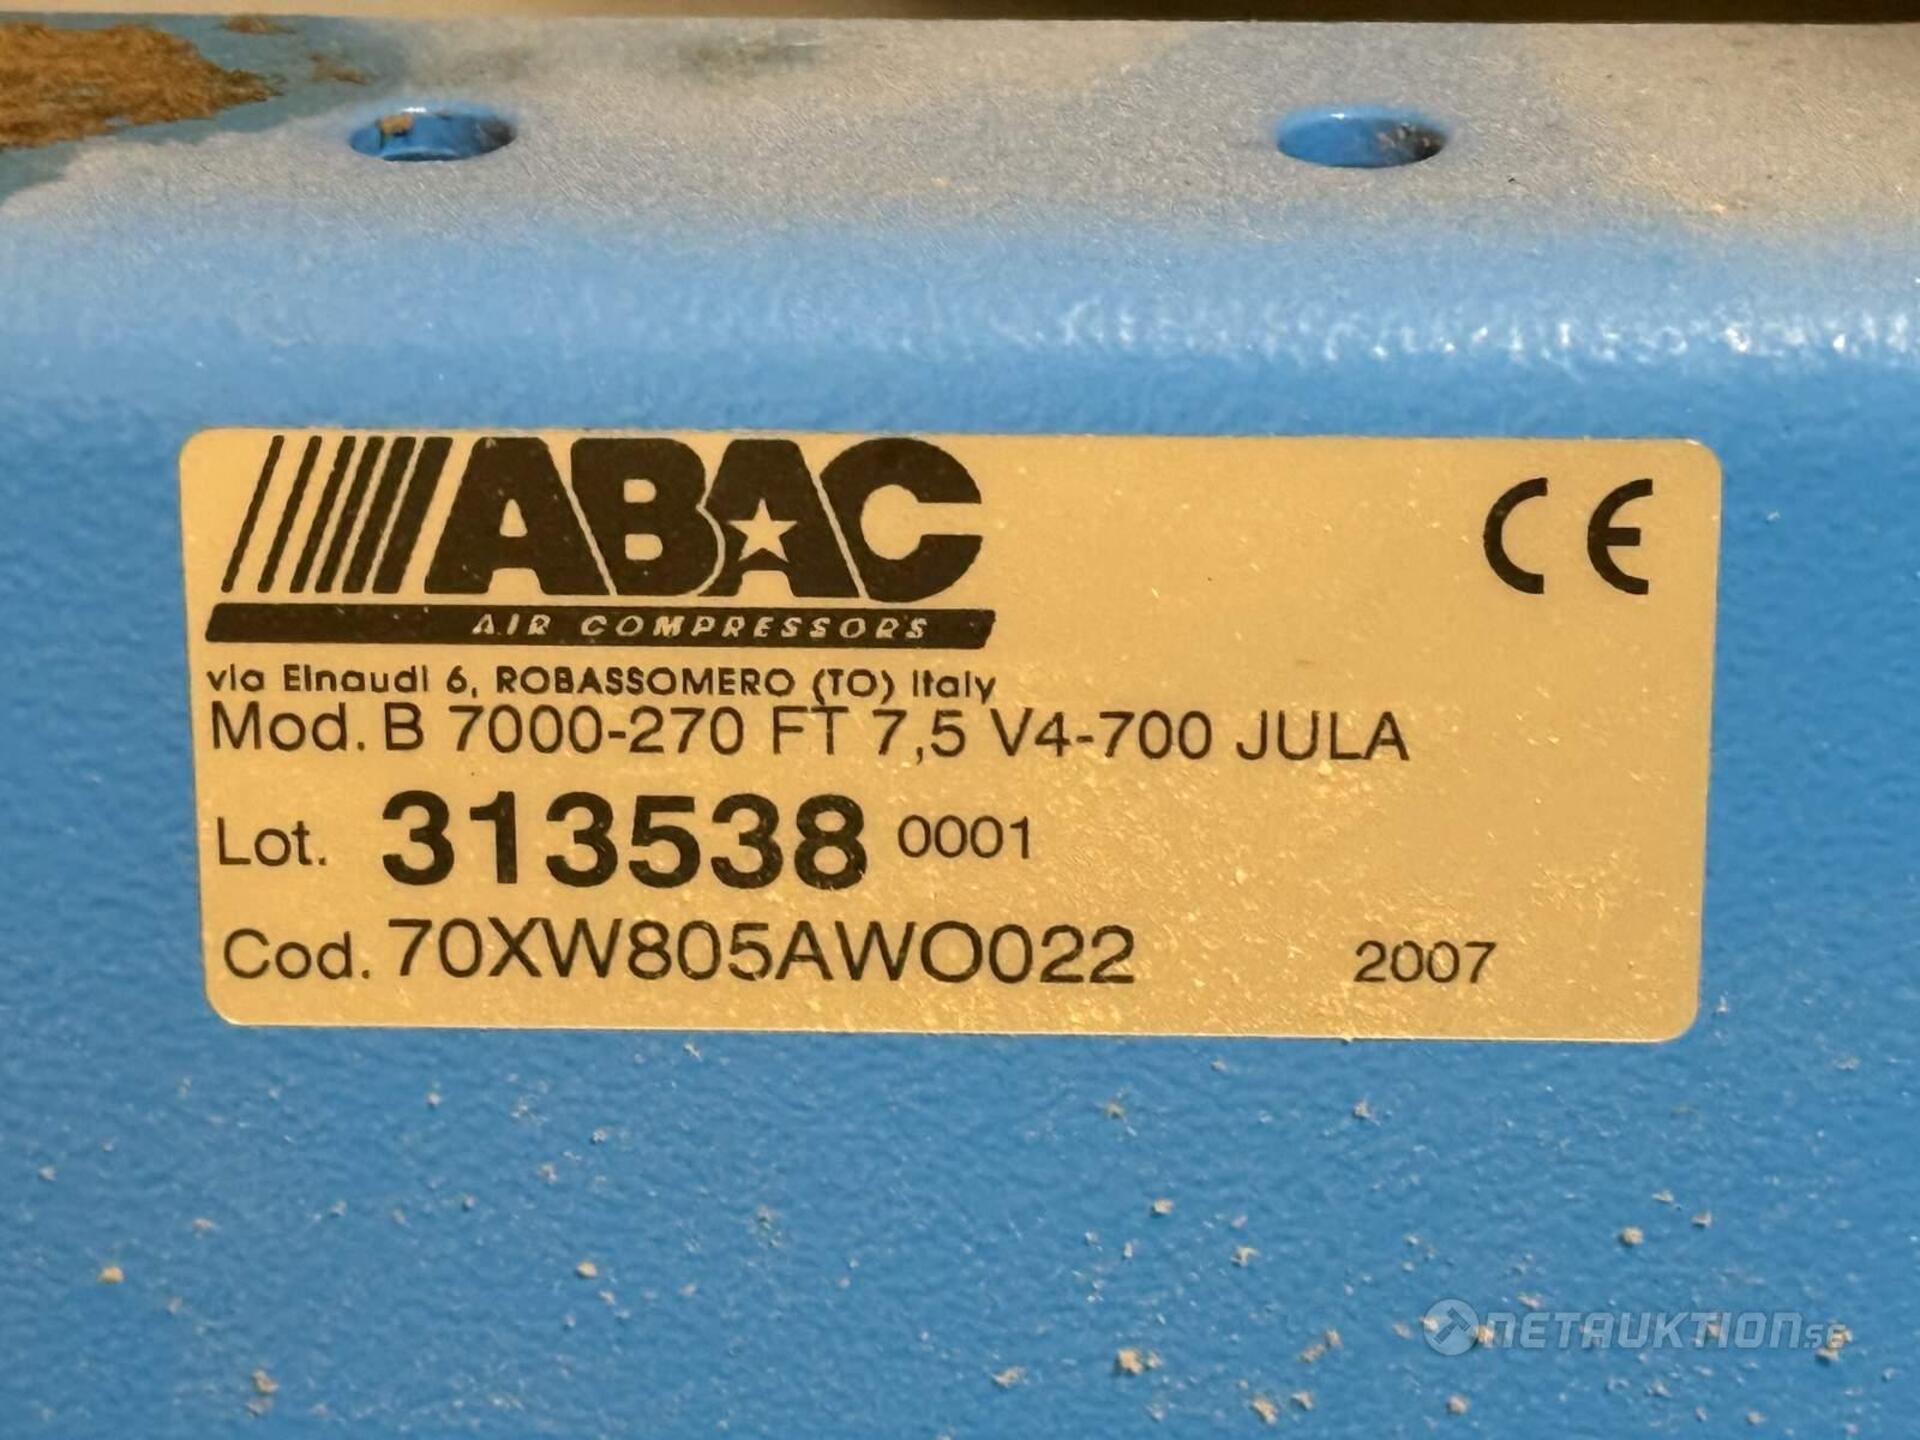 ABAC
AIR COMPRESSORS
CE
via Einaudi 6, ROBASSOMERO (TO) Italy
Mod. B 7000-270 FT 7,5 V4-700 JULA
Lot. 313538 0001
Cod. 70XW805AWO022 2007
NETAUKTION.SE